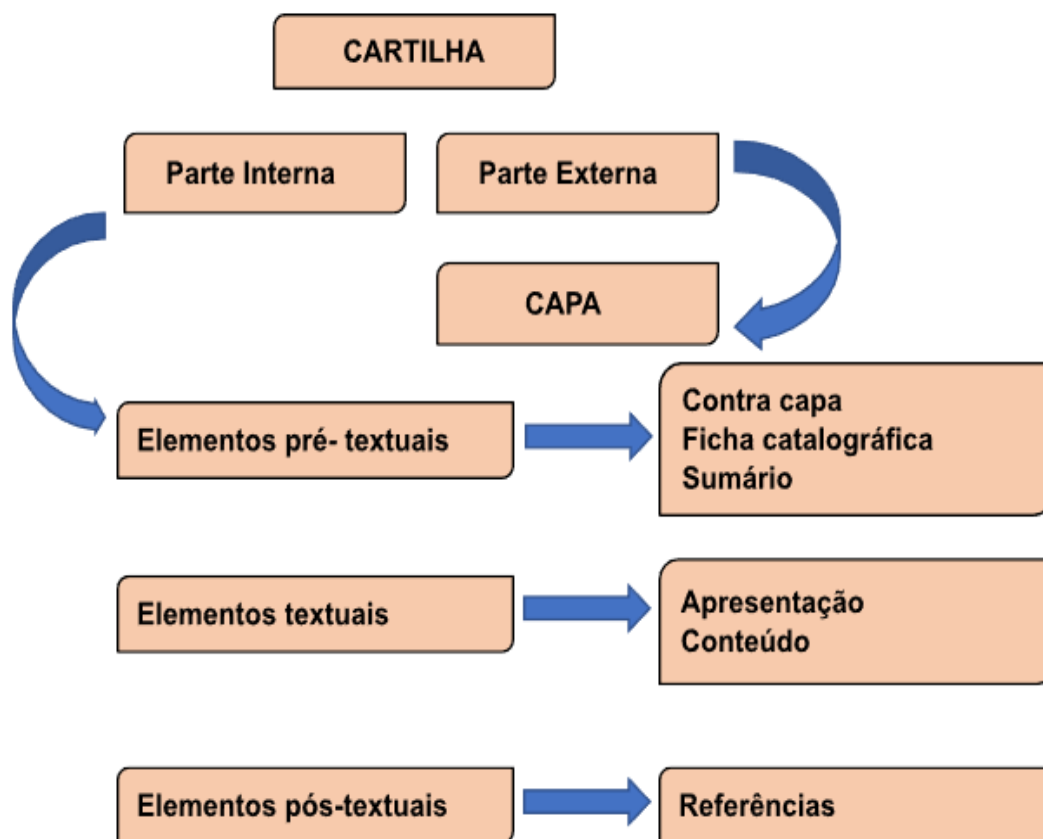 CARTILHA
Parte Interna
Parte Externa
CAPA
Elementos pré- textuais
Contra capa
Ficha catalográfica
Sumário
Elementos textuais
Apresentação
Conteúdo
Elementos pós-textuais
Referências